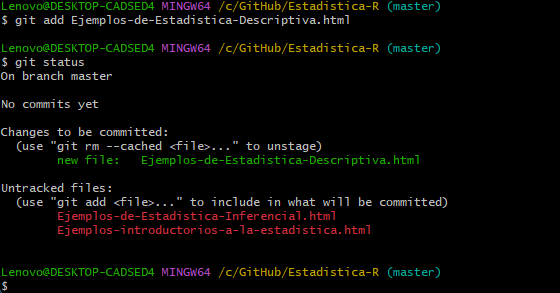 Lenovo@DESKTOP-CADSED4 MINGW64 /c/GitHub/Estadistica-R (master)
$ git add Ejemplos-de-Estadistica-Descriptiva.html
Lenovo@DESKTOP-CADSED4 MINGW64 /c/GitHub/Estadistica-R (master)
$ git status
On branch master
No commits yet
Changes to be committed:
(use "git rm --cached <file>..." to unstage)
new file: Ejemplos-de-Estadistica-Descriptiva.html
Untracked files:
(use "git add <file>..." to include in what will be committed)
Ejemplos-de-Estadistica-Inferencial.html
Ejemplos-introductorios-a-la-estadistica.html
Lenovo@DESKTOP-CADSED4 MINGW64 /c/GitHub/Estadistica-R (master)
$